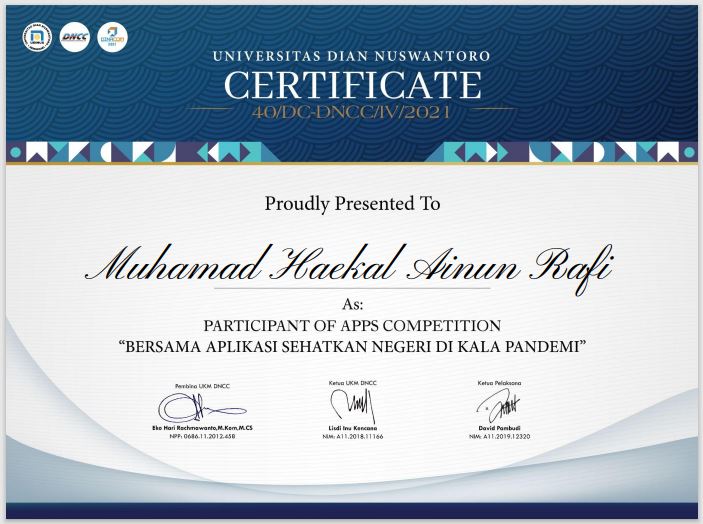 DNCC
DINACOM
2021
UNIVERSITAS DIAN NUSWANTORO
CERTIFICATE
40/DC-DNCC/IV/2021
Proudly Presented To
Muhamad Haekal Ainun Rafi
As:
PARTICIPANT OF APPS COMPETITION
“BERSAMA APLIKASI SEHATKAN NEGERI DI KALA PANDEMI”
Pembina UKM DNCC
Eko Hari Rachmawanto,M.Kom,M.CS
NPP: 0686.11.2012.458
Ketua UKM DNCC
Lisdi Inu Kencana
NIM: A11.2018.11166
Ketua Pelaksana
David Pambudi
NIM: A11.2019.12320